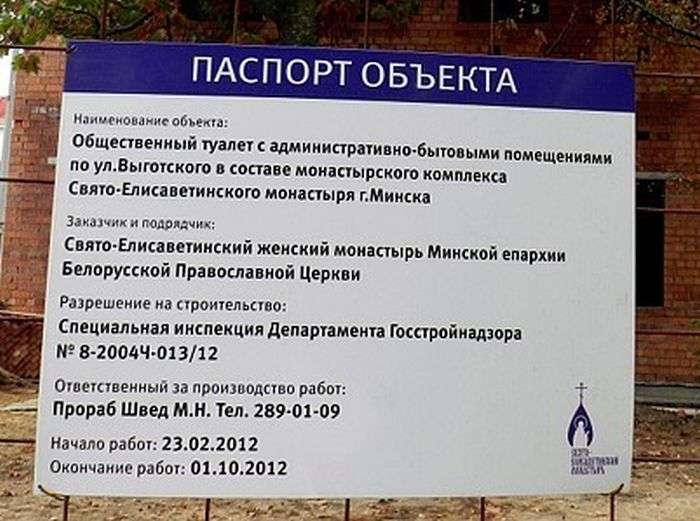 ПАСПОРТ ОБЪЕКТА
Наименование объекта:
Общественный туалет с административно-бытовыми помещениями
по ул.Выготского в составе монастырского комплекса
Свято-Елисаветинского монастыря г.Минска
Заказчик и подрядчик:
Свято-Елисаветинский женский монастырь Минской епархии
Белорусской Православной Церкви
Разрешение на строительство:
Специальная инспекция Департамента Госстройнадзора
№ 8-2004Ч-013/12
Ответственный за производство работ:
Прораб Швед М.Н. Тел. 289-01-09
Начало работ: 23.02.2012
Окончание работ: 01.10.2012
СВЯТО-
ЕЛИСАВЕТИНСКИЙ
МОНАСТЫРЬ